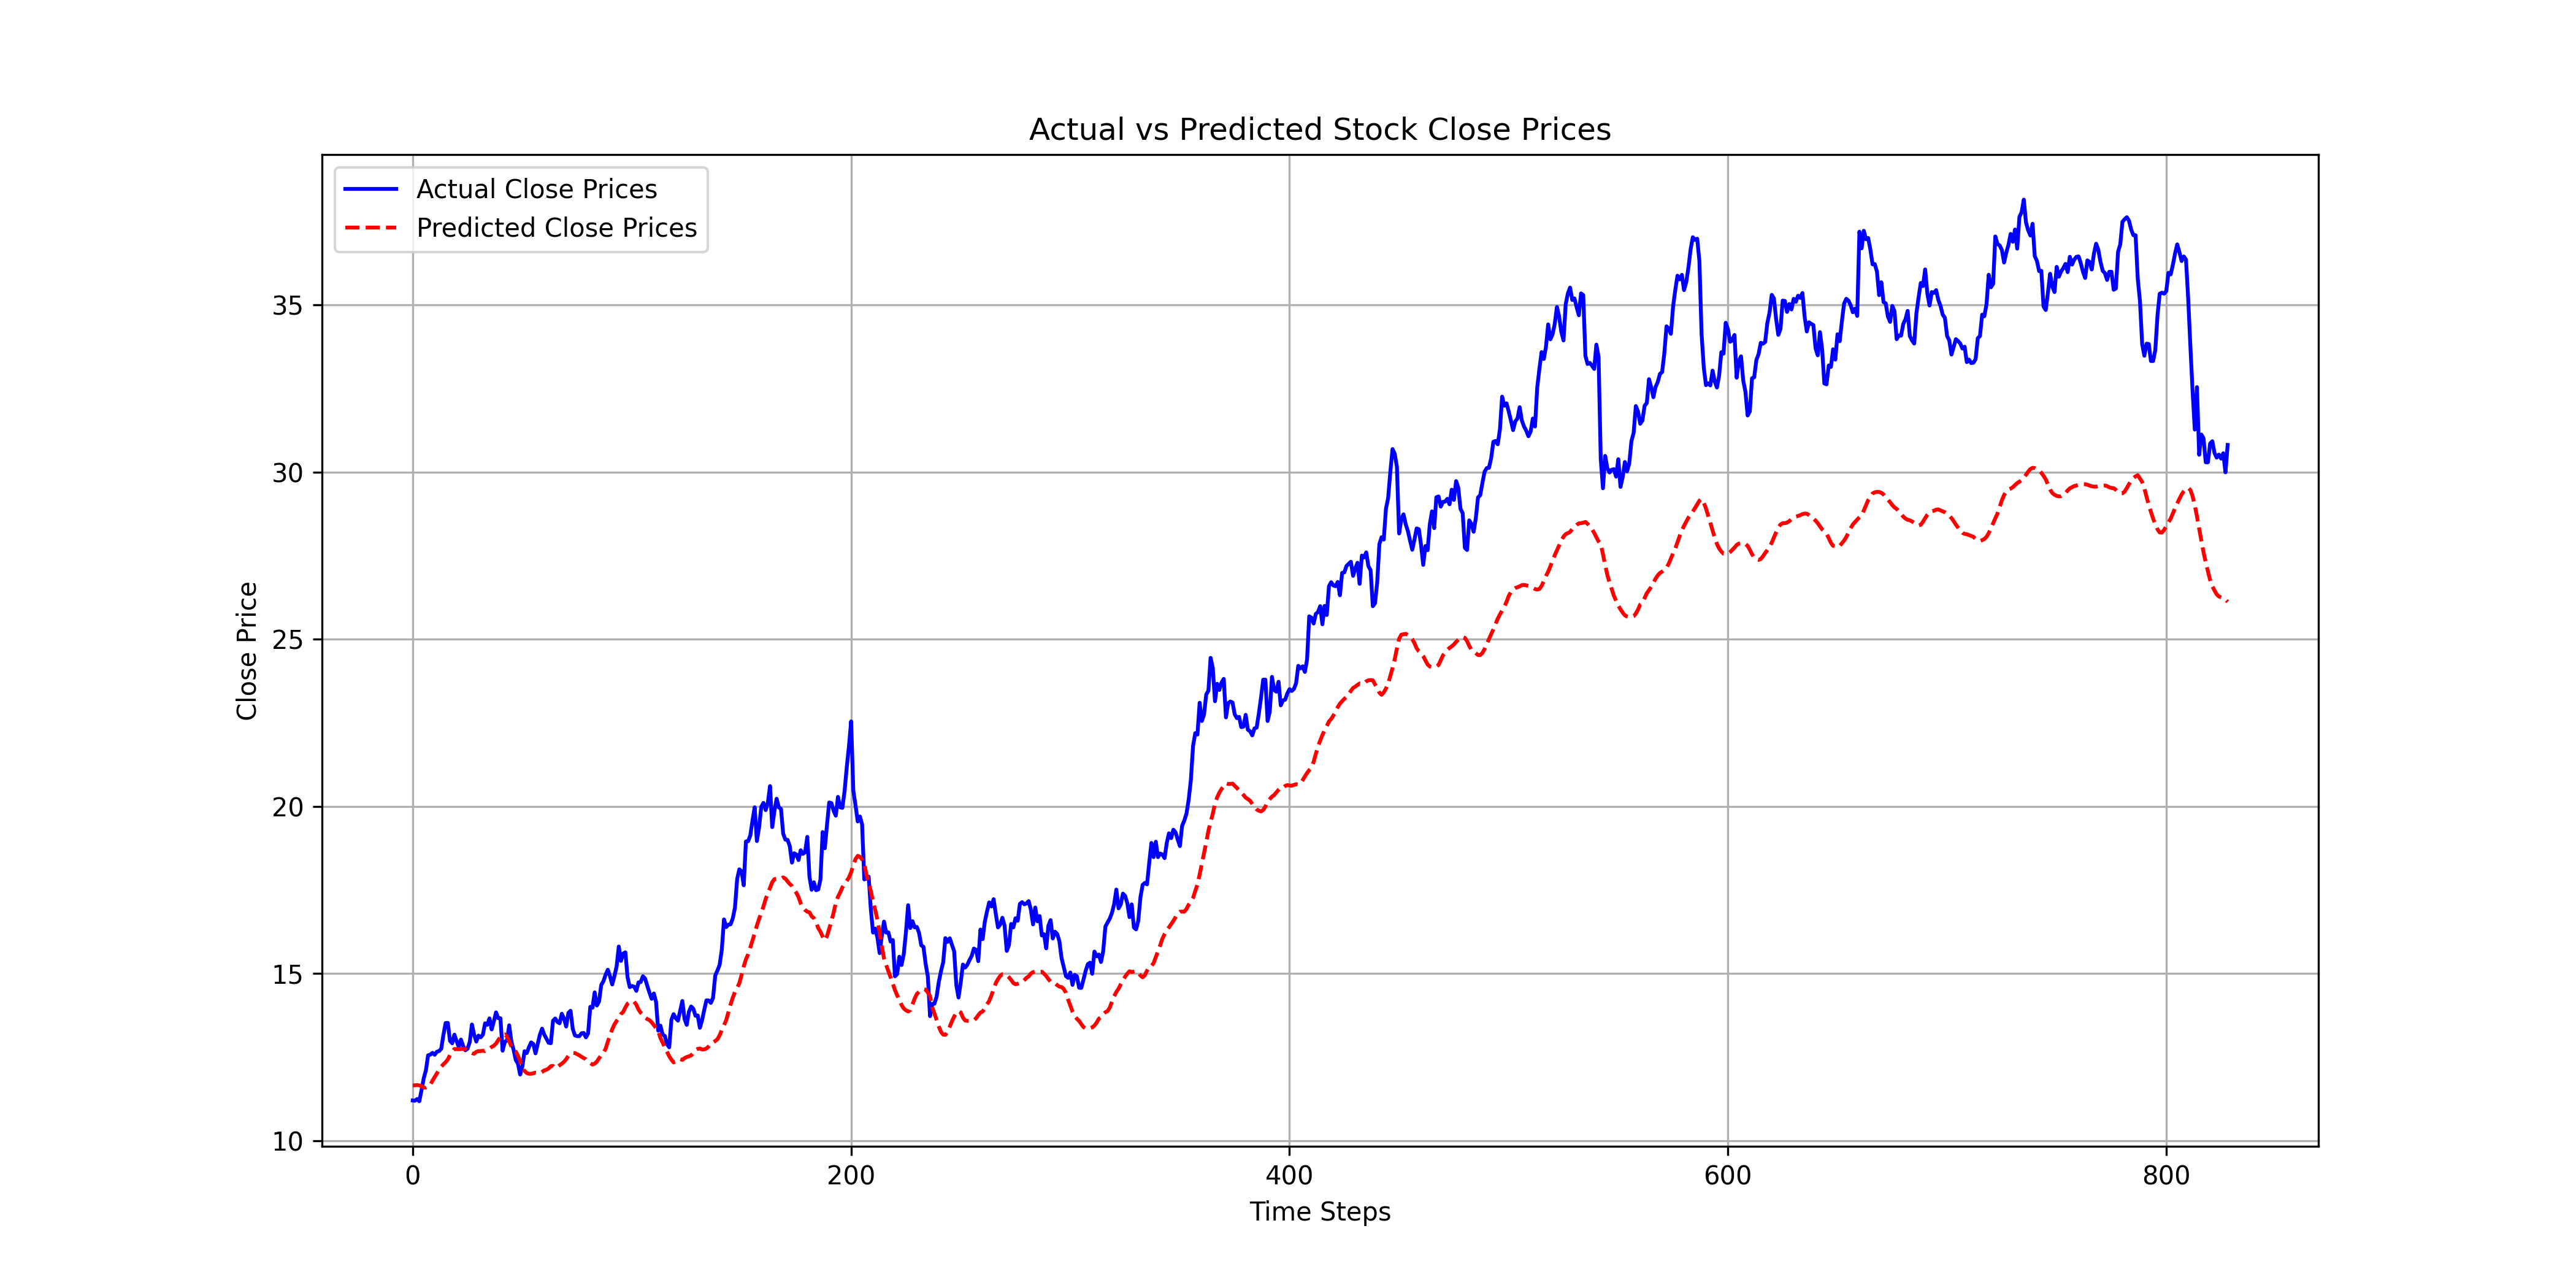 Actual vs Predicted Stock Close Prices
Actual Close Prices
Predicted Close Prices
Close Price
35
30
25
20
15
10
0 200 400 600 800
Time Steps